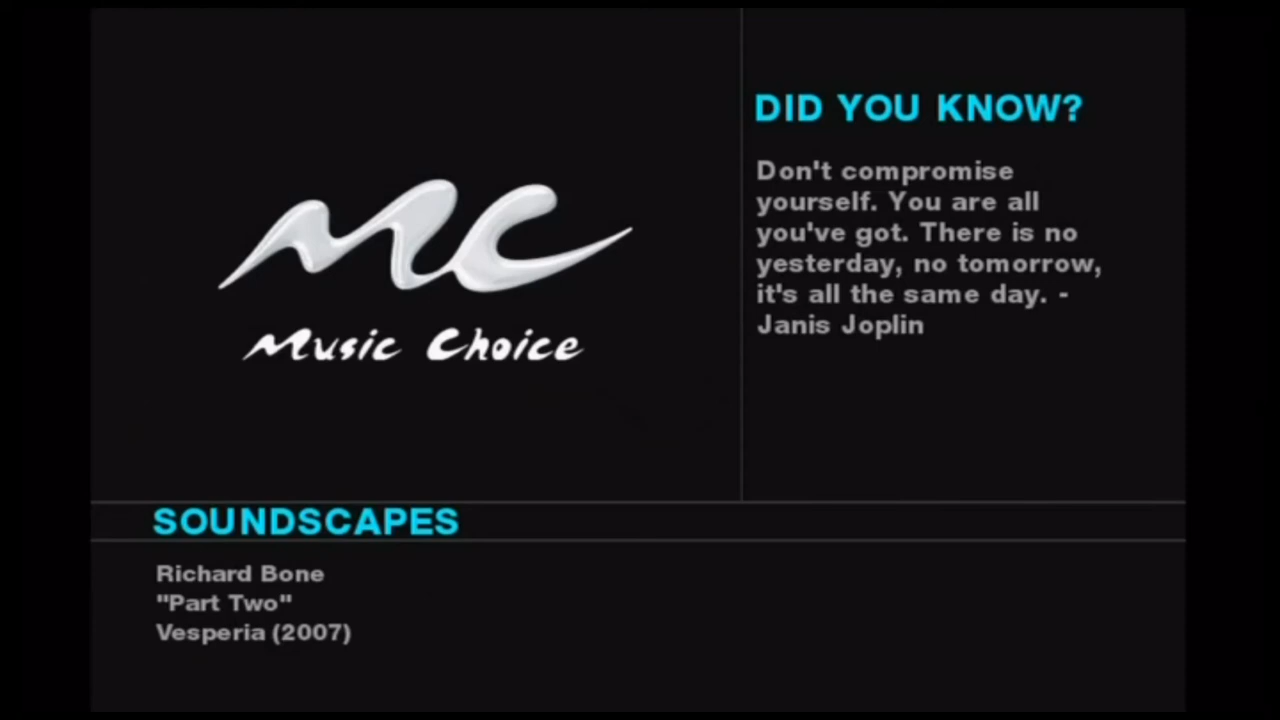 MC
Music Choice
DID YOU KNOW?
Don't compromise
yourself. You are all
you've got. There is no
yesterday, no tomorrow,
it's all the same day. -
Janis Joplin
SOUNDSCAPES
Richard Bone
"Part Two"
Vesperia (2007)